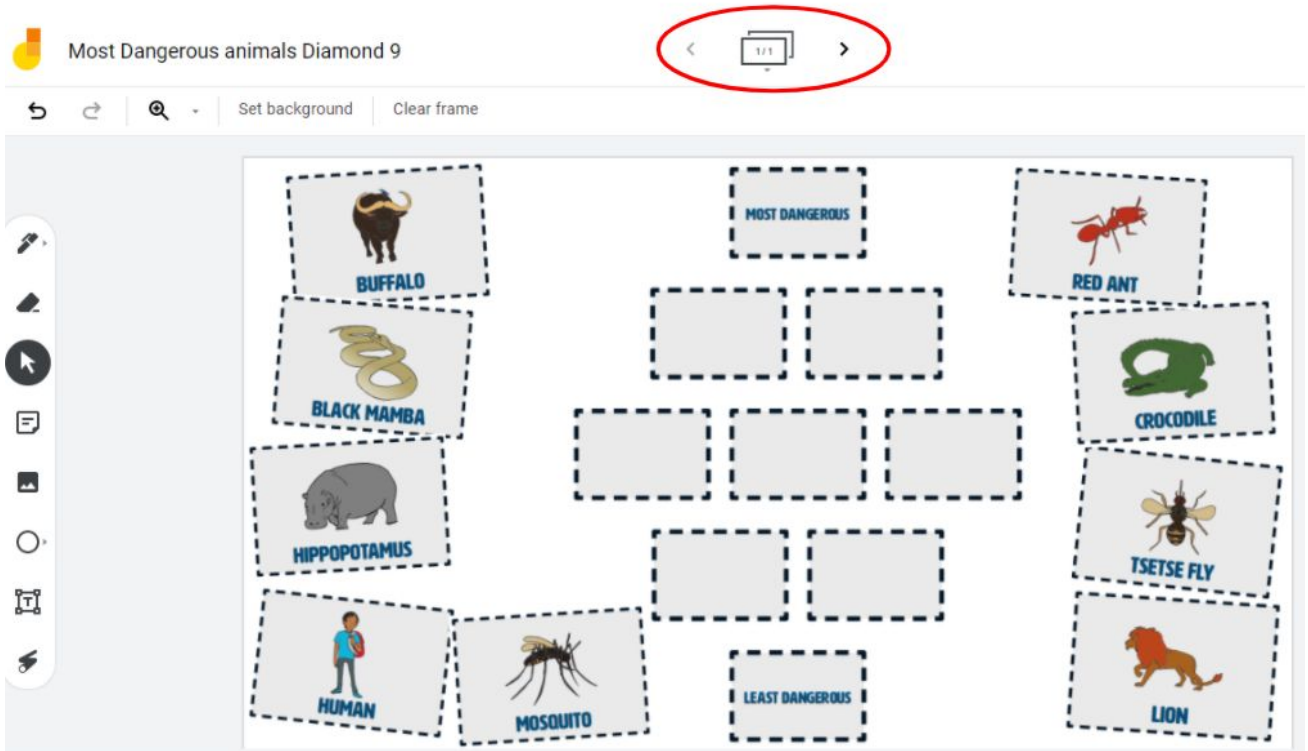 Most Dangerous animals Diamond 9
1/1
Set background
Clear frame
MOST DANGEROUS
BUFFALO
RED ANT
BLACK MAMBA
CROCODILE
HIPPOPOTAMUS
TSETSE FLY
HUMAN
MOSQUITO
LEAST DANGEROUS
LION